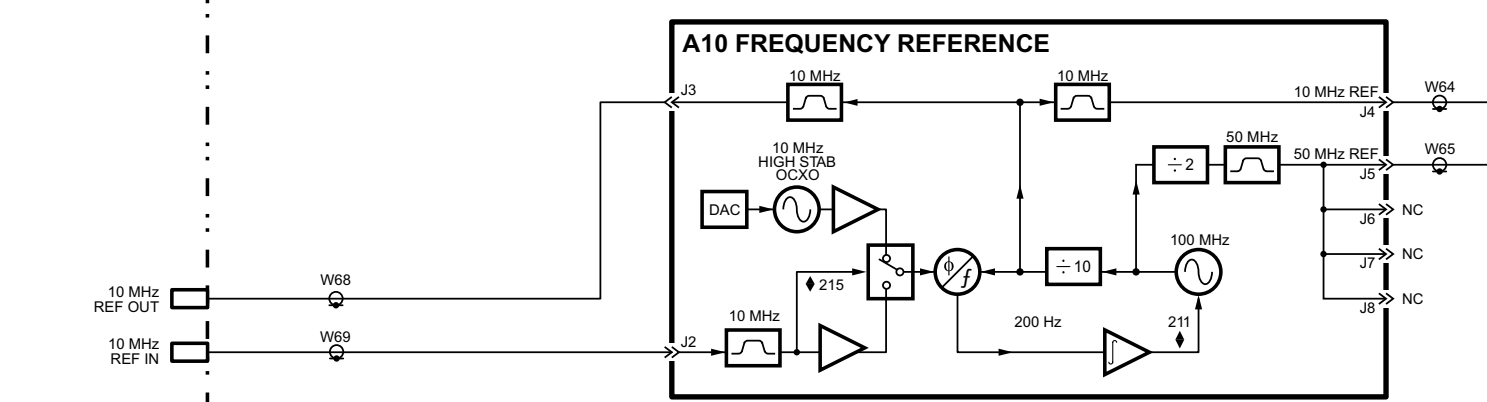 A10 FREQUENCY REFERENCE
J3
10 MHz
10 MHz
10 MHz REF
J4
W64
10 MHz
HIGH STAB
OCXO
DAC
÷ 2
50 MHz
50 MHz REF
J5
W65
J6
NC
J7
NC
J8
NC
ϕ
f
÷ 10
100 MHz
215
W68
10 MHz
REF OUT
W69
10 MHz
REF IN
J2
10 MHz
200 Hz
∫
211